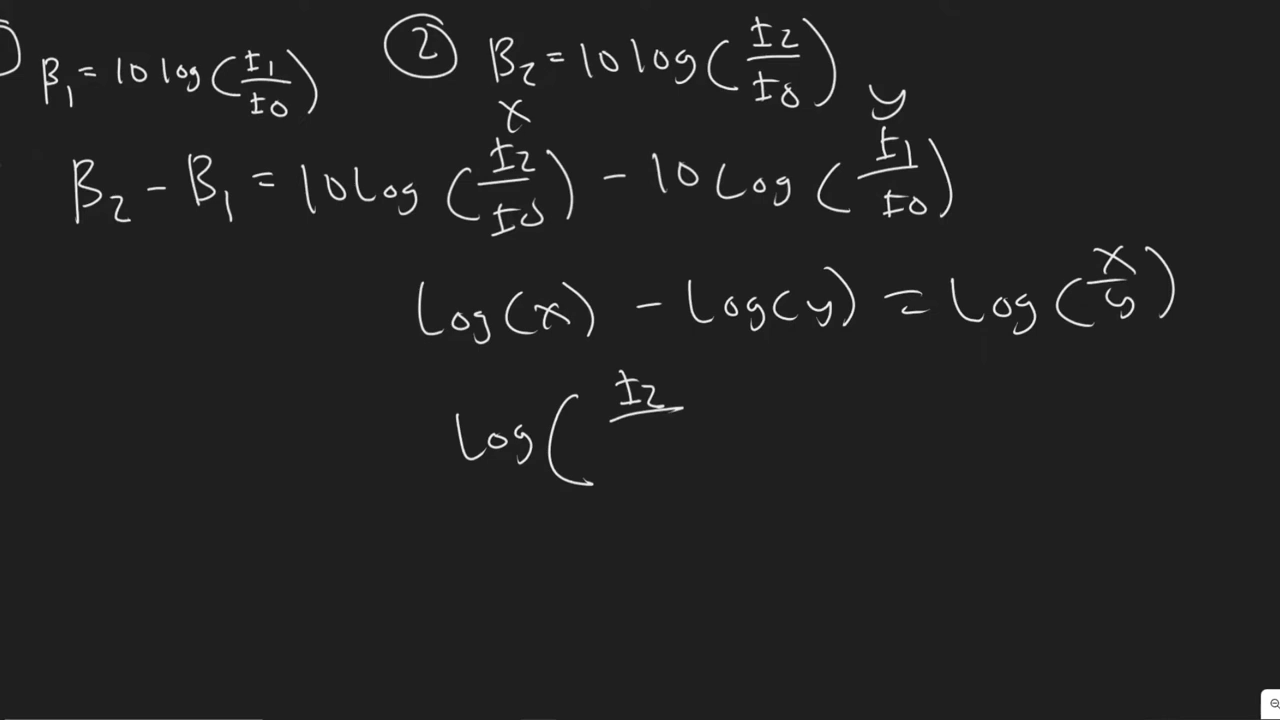 β₁ = 10 log(I₁/I₀) ② β₂ = 10 log(I₂/I₀)
x y
β₂ - β₁ = 10 log(I₂/I₀) - 10 log(I₁/I₀)
log(x) - log(y) = log(x/y)
log(I₂/